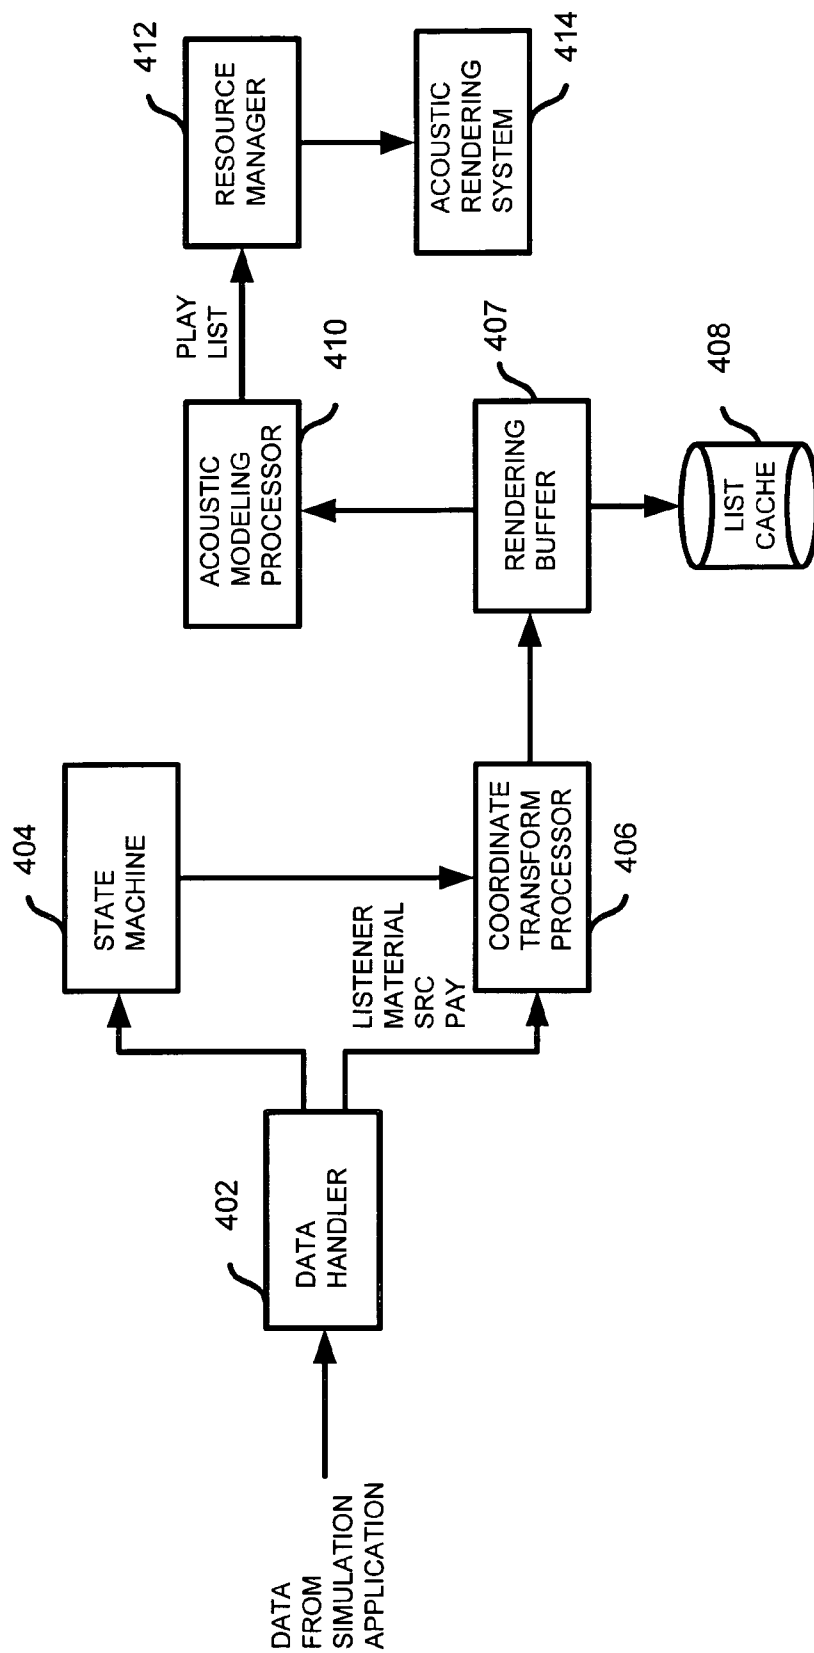 DATA
FROM
SIMULATION
APPLICATION
402
DATA
HANDLER
404
STATE
MACHINE
LISTENER
MATERIAL
SRC
PAY
COORDINATE
TRANSFORM
PROCESSOR
406
RENDERING
BUFFER
407
LIST
CACHE
408
ACOUSTIC
MODELING
PROCESSOR
410
PLAY
LIST
RESOURCE
MANAGER
412
ACOUSTIC
RENDERING
SYSTEM
414